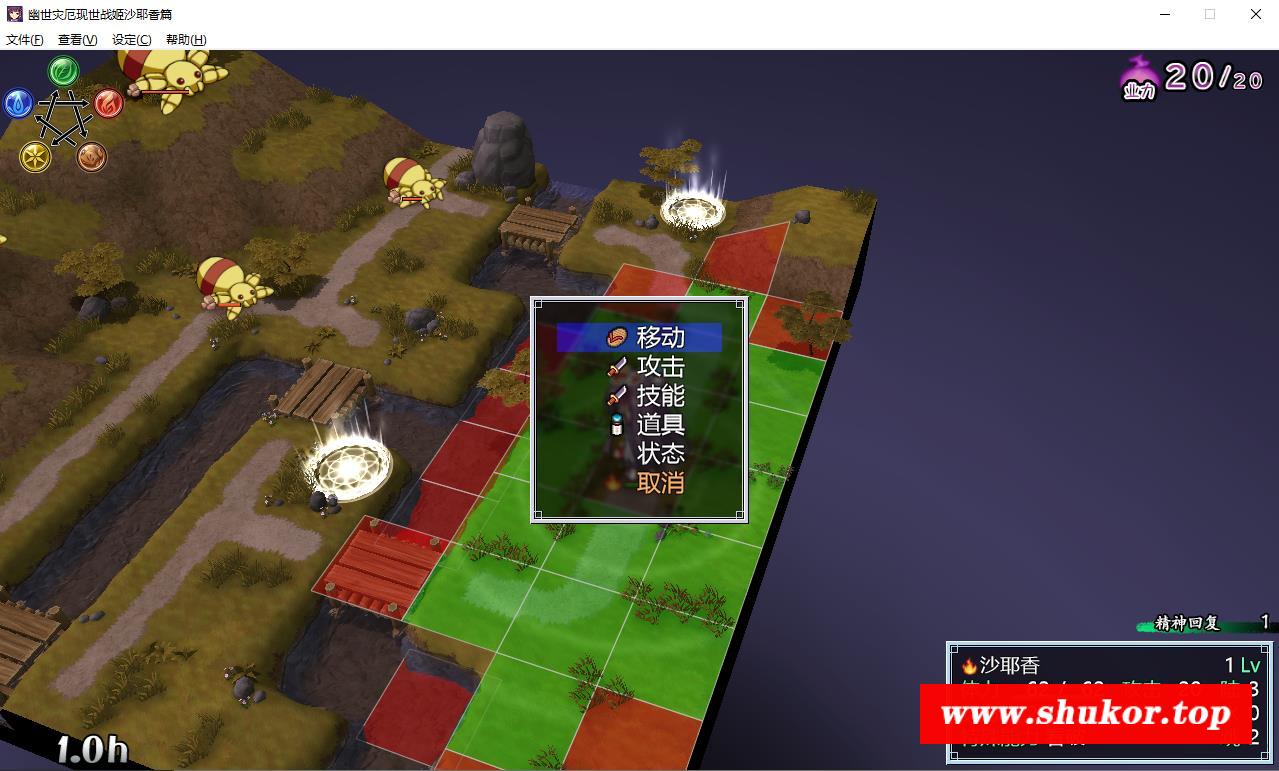 幽世灾厄现世战姬沙耶香篇
文件(F) 查看(V) 设定(C) 帮助(H)
业力 20/20
移动
攻击
技能
道具
状态
取消
精神回复 1
沙耶香 1 Lv
www.shukor.top
1.0h